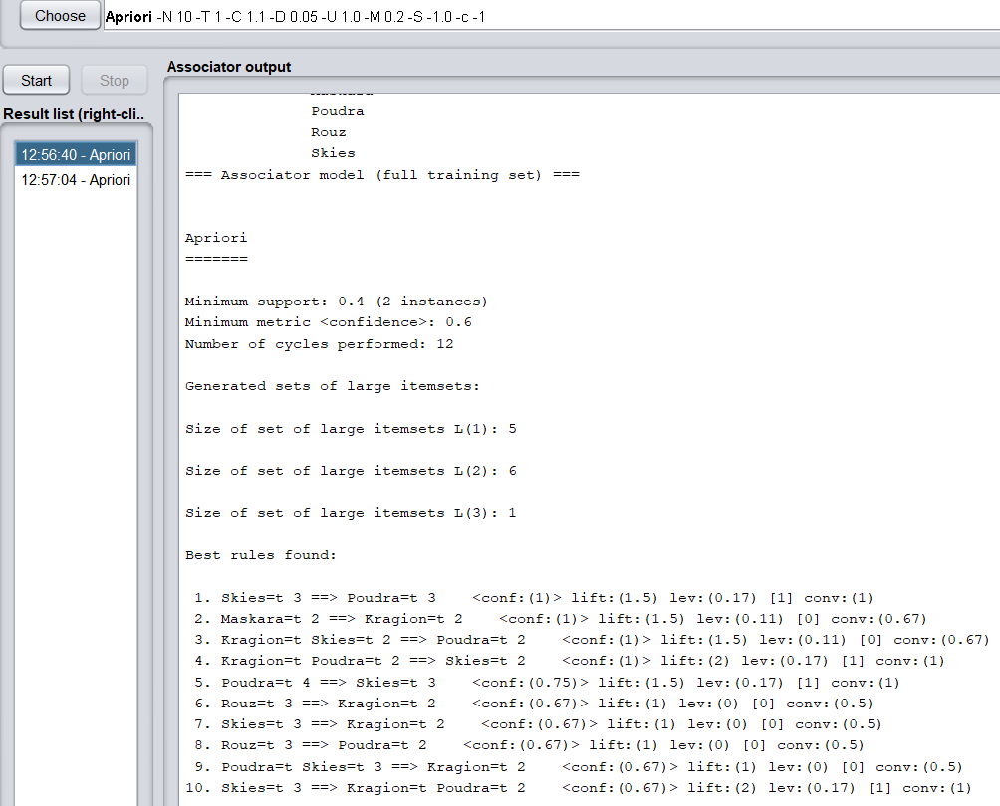 Choose Apriori -N 10 -T 1 -C 1.1 -D 0.05 -U 1.0 -M 0.2 -S -1.0 -c -1
Start Stop
Result list (right-cli..
12:56:40 - Apriori
12:57:04 - Apriori
Associator output
Poudra
Rouz
Skies
=== Associator model (full training set) ===
Apriori
=======
Minimum support: 0.4 (2 instances)
Minimum metric <confidence>: 0.6
Number of cycles performed: 12
Generated sets of large itemsets:
Size of set of large itemsets L(1): 5
Size of set of large itemsets L(2): 6
Size of set of large itemsets L(3): 1
Best rules found:
1. Skies=t 3 ==> Poudra=t 3 <conf:(1)> lift:(1.5) lev:(0.17) [1] conv:(1)
2. Maskara=t 2 ==> Kragion=t 2 <conf:(1)> lift:(1.5) lev:(0.11) [0] conv:(0.67)
3. Kragion=t Skies=t 2 ==> Poudra=t 2 <conf:(1)> lift:(1.5) lev:(0.11) [0] conv:(0.67)
4. Kragion=t Poudra=t 2 ==> Skies=t 2 <conf:(1)> lift:(2) lev:(0.17) [1] conv:(1)
5. Poudra=t 4 ==> Skies=t 3 <conf:(0.75)> lift:(1.5) lev:(0.17) [1] conv:(1)
6. Rouz=t 3 ==> Kragion=t 2 <conf:(0.67)> lift:(1) lev:(0) [0] conv:(0.5)
7. Skies=t 3 ==> Kragion=t 2 <conf:(0.67)> lift:(1) lev:(0) [0] conv:(0.5)
8. Rouz=t 3 ==> Poudra=t 2 <conf:(0.67)> lift:(1) lev:(0) [0] conv:(0.5)
9. Poudra=t Skies=t 3 ==> Kragion=t 2 <conf:(0.67)> lift:(1) lev:(0) [0] conv:(0.5)
10. Skies=t 3 ==> Kragion=t Poudra=t 2 <conf:(0.67)> lift:(2) lev:(0.17) [1] conv:(1)